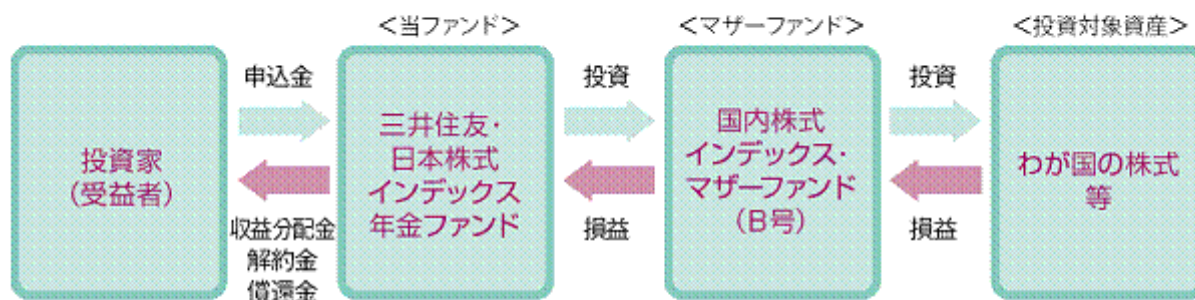 <当ファンド>
<マザーファンド>
<投資対象資産>
投資家
(受益者)
申込金
収益分配金
解約金
償還金
三井住友・
日本株式
インデックス
年金ファンド
投資
損益
国内株式
インデックス・
マザーファンド
(B号)
投資
損益
わが国の株式
等